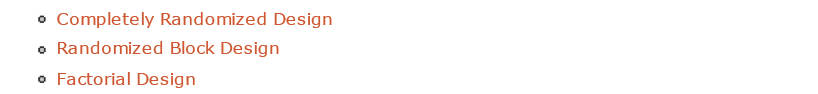 Completely Randomized Design
Randomized Block Design
Factorial Design